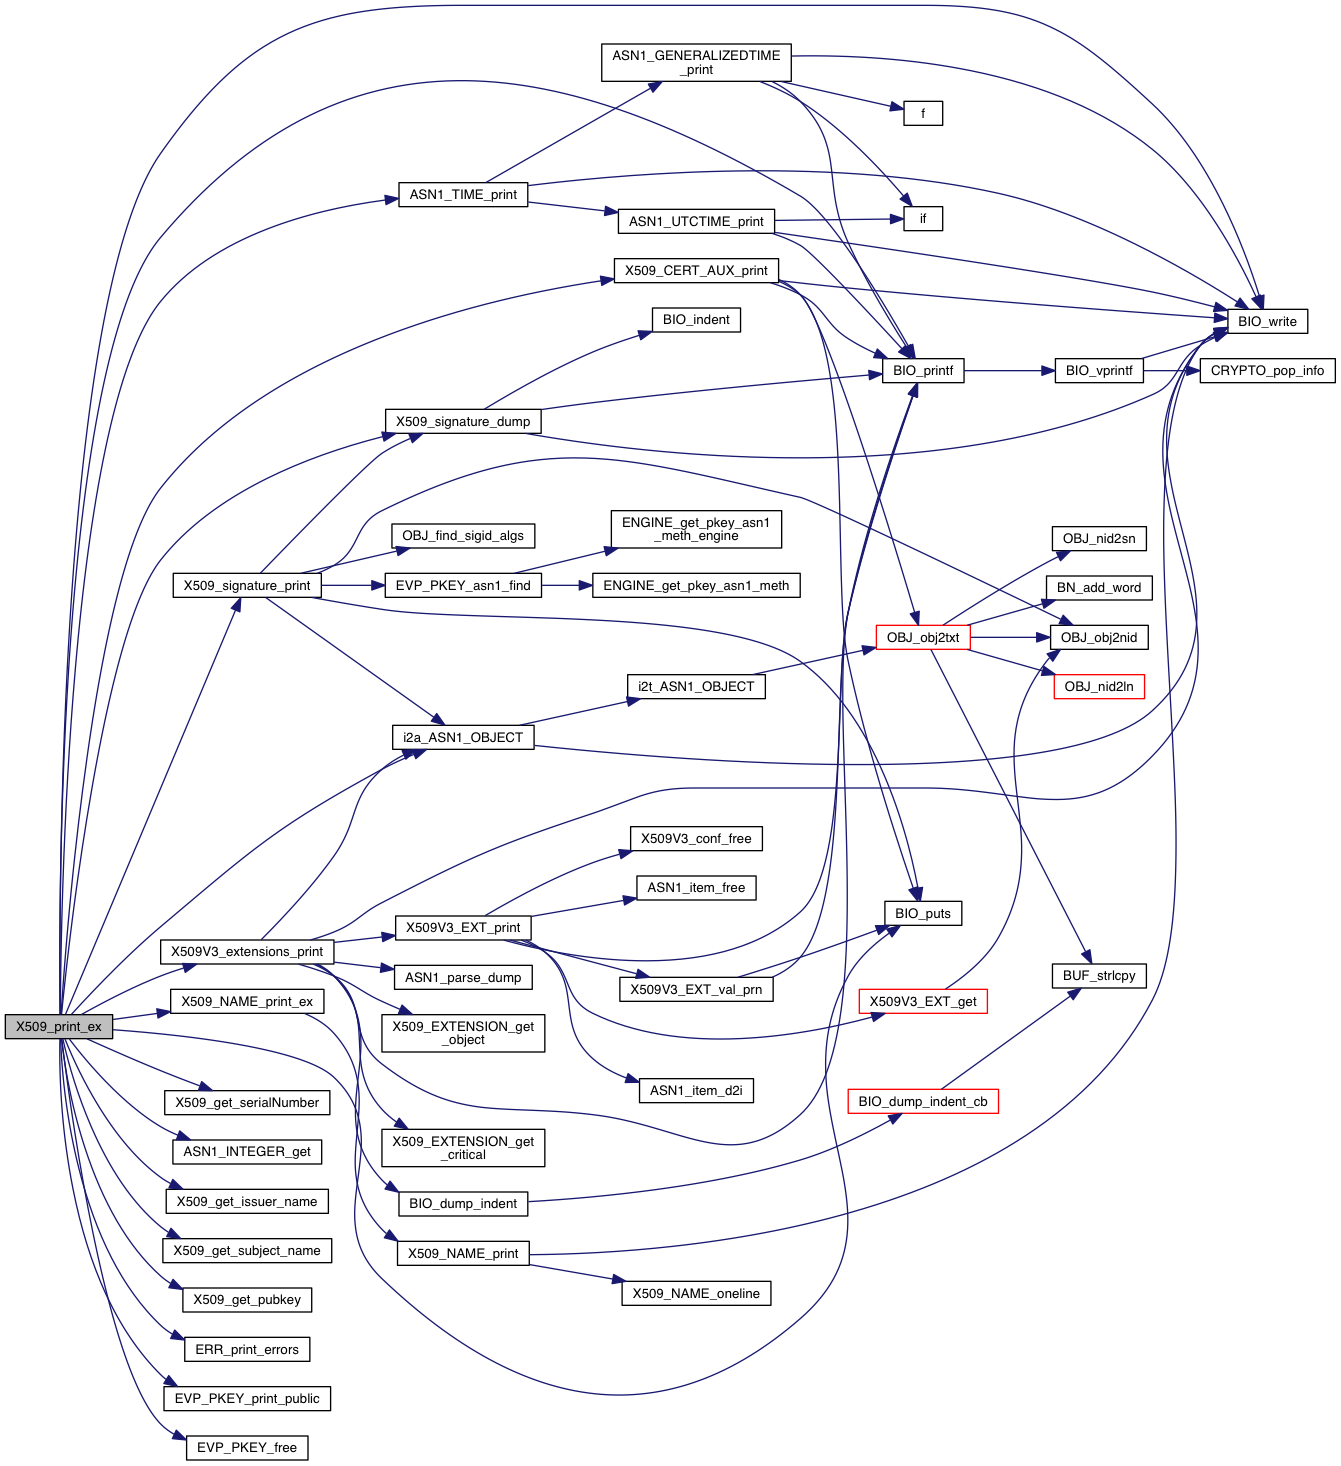 ASN1_GENERALIZEDTIME
_print
f
ASN1_TIME_print
ASN1_UTCTIME_print
if
X509_CERT_AUX_print
BIO_indent
BIO_write
BIO_printf
BIO_vprintf
CRYPTO_pop_info
X509_signature_dump
ENGINE_get_pkey_asn1
_meth_engine
OBJ_find_sigid_algs
OBJ_nid2sn
X509_signature_print
EVP_PKEY_asn1_find
ENGINE_get_pkey_asn1_meth
BN_add_word
OBJ_obj2txt
OBJ_obj2nid
i2t_ASN1_OBJECT
OBJ_nid2ln
i2a_ASN1_OBJECT
X509V3_conf_free
ASN1_item_free
BIO_puts
X509V3_EXT_print
X509V3_extensions_print
ASN1_parse_dump
BUF_strlcpy
X509V3_EXT_val_prn
X509_NAME_print_ex
X509V3_EXT_get
X509_print_ex
X509_EXTENSION_get
_object
ASN1_item_d2i
X509_get_serialNumber
BIO_dump_indent_cb
ASN1_INTEGER_get
X509_EXTENSION_get
_critical
X509_get_issuer_name
BIO_dump_indent
X509_get_subject_name
X509_NAME_print
X509_NAME_oneline
X509_get_pubkey
ERR_print_errors
EVP_PKEY_print_public
EVP_PKEY_free